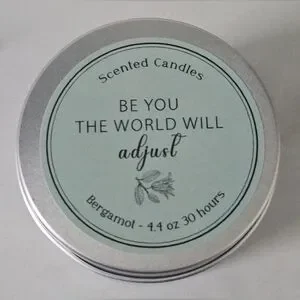 Scented Candles
BE YOU
THE WORLD WILL
adjust
Bergamot - 4.4 oz 30 hours